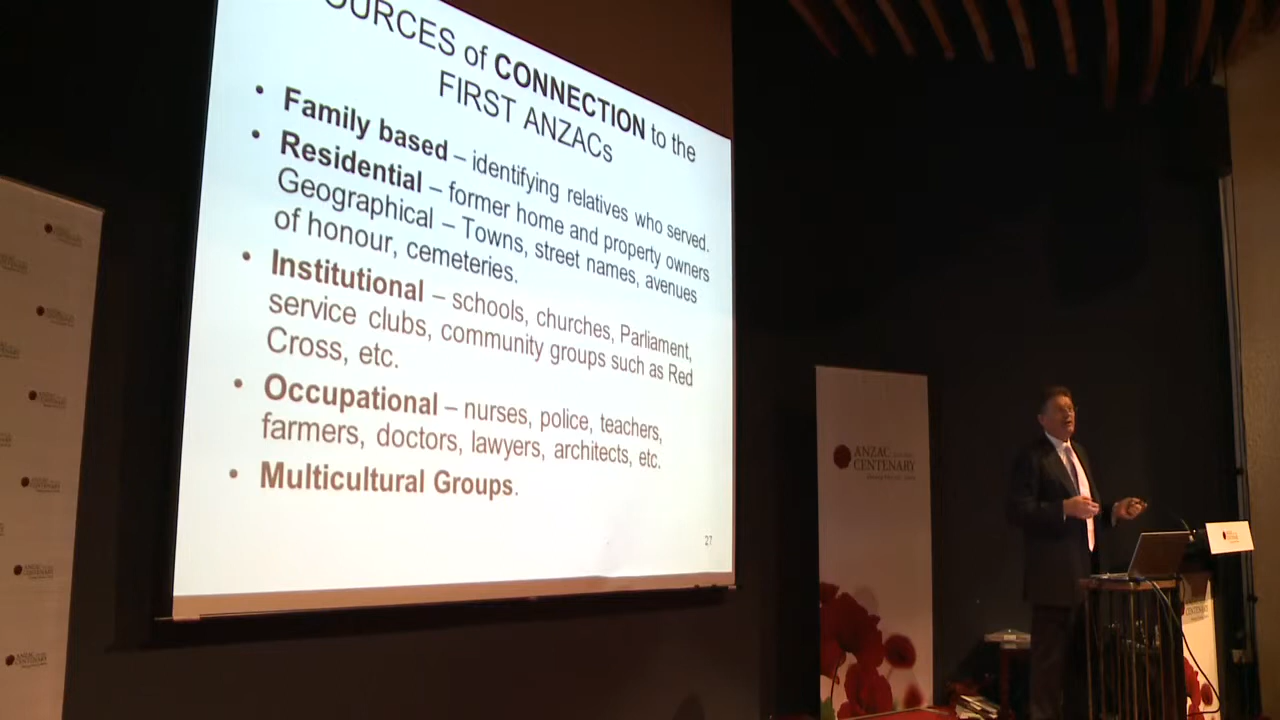 OURCES of CONNECTION to the
FIRST ANZACs
• Family based – identifying relatives who served.
• Residential – former home and property owners
Geographical – Towns, street names, avenues
of honour, cemeteries.
• Institutional – schools, churches, Parliament,
service clubs, community groups such as Red
Cross, etc.
• Occupational – nurses, police, teachers,
farmers, doctors, lawyers, architects, etc.
• Multicultural Groups.
27
ANZAC
CENTENARY